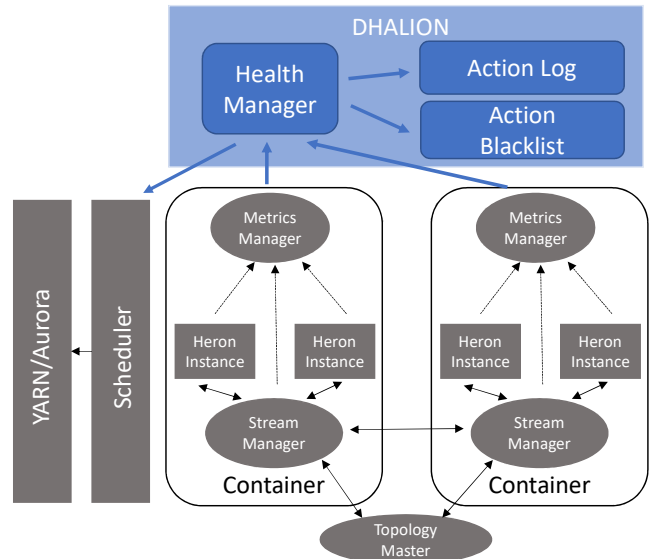 DHALION
Health
Manager
Action Log
Action
Blacklist
YARN/Aurora
Scheduler
Metrics
Manager
Heron
Instance
Heron
Instance
Stream
Manager
Container
Metrics
Manager
Heron
Instance
Heron
Instance
Stream
Manager
Container
Topology
Master